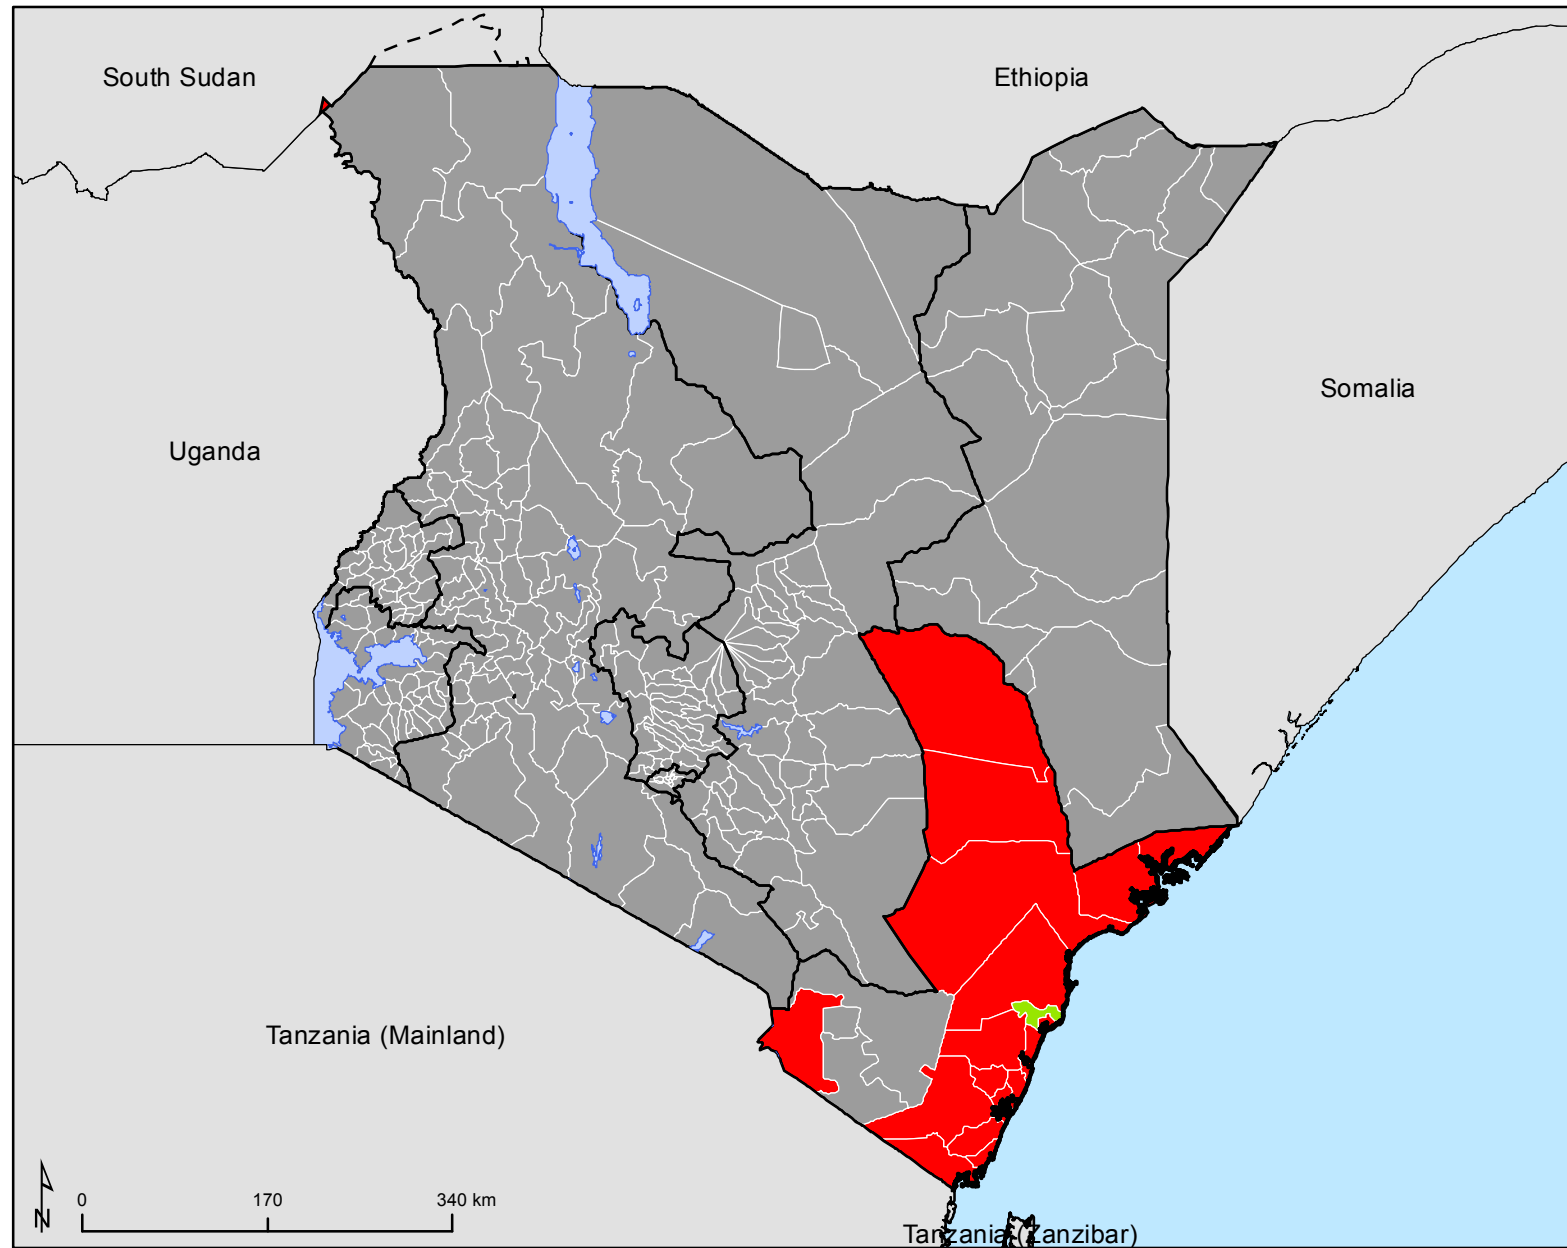 South Sudan
Ethiopia
Somalia
Uganda
Tanzania (Mainland)
N
0 170 340 km
Tanzania (Zanzibar)